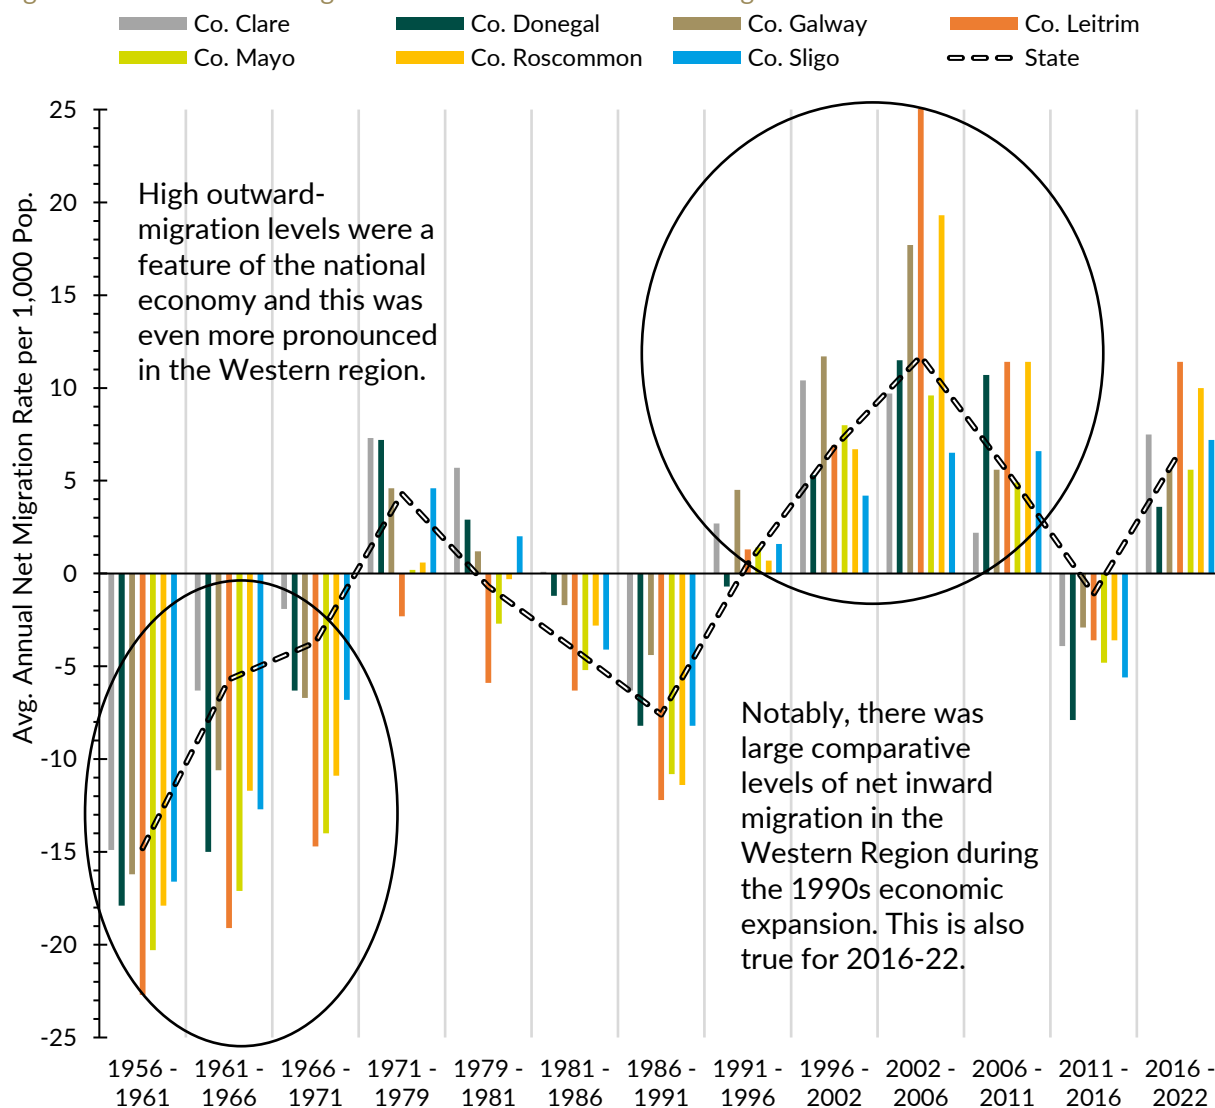 Co. Clare
Co. Donegal
Co. Galway
Co. Leitrim
Co. Mayo
Co. Roscommon
Co. Sligo
State
Avg. Annual Net Migration Rate per 1,000 Pop.
25
20
15
10
5
0
-5
-10
-15
-20
-25
High outward-
migration levels were a
feature of the national
economy and this was
even more pronounced
in the Western region.
Notably, there was
large comparative
levels of net inward
migration in the
Western Region during
the 1990s economic
expansion. This is also
true for 2016-22.
1956 -
1961
1961 -
1966
1966 -
1971
1971 -
1979
1979 -
1981
1981 -
1986
1986 -
1991
1991 -
1996
1996 -
2002
2002 -
2006
2006 -
2011
2011 -
2016
2016 -
2022